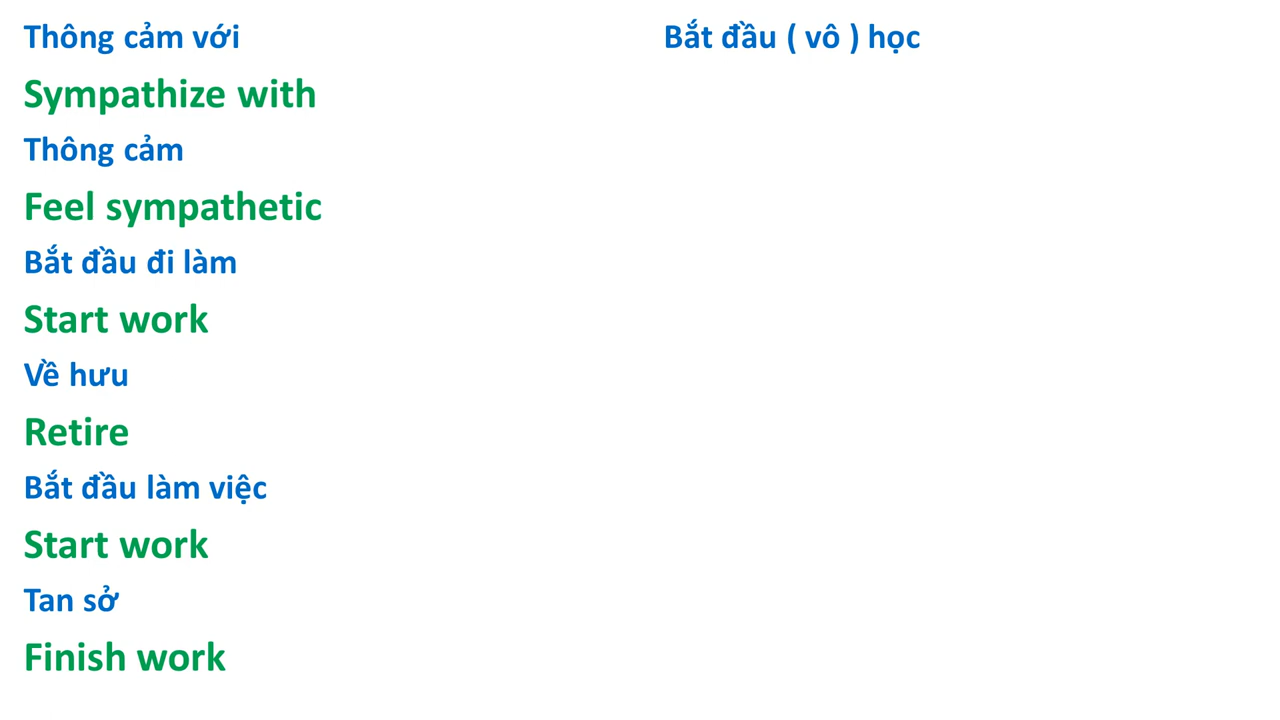 Thông cảm với
Sympathize with
Thông cảm
Feel sympathetic
Bắt đầu đi làm
Start work
Về hưu
Retire
Bắt đầu làm việc
Start work
Tan sở
Finish work
Bắt đầu ( vô ) học